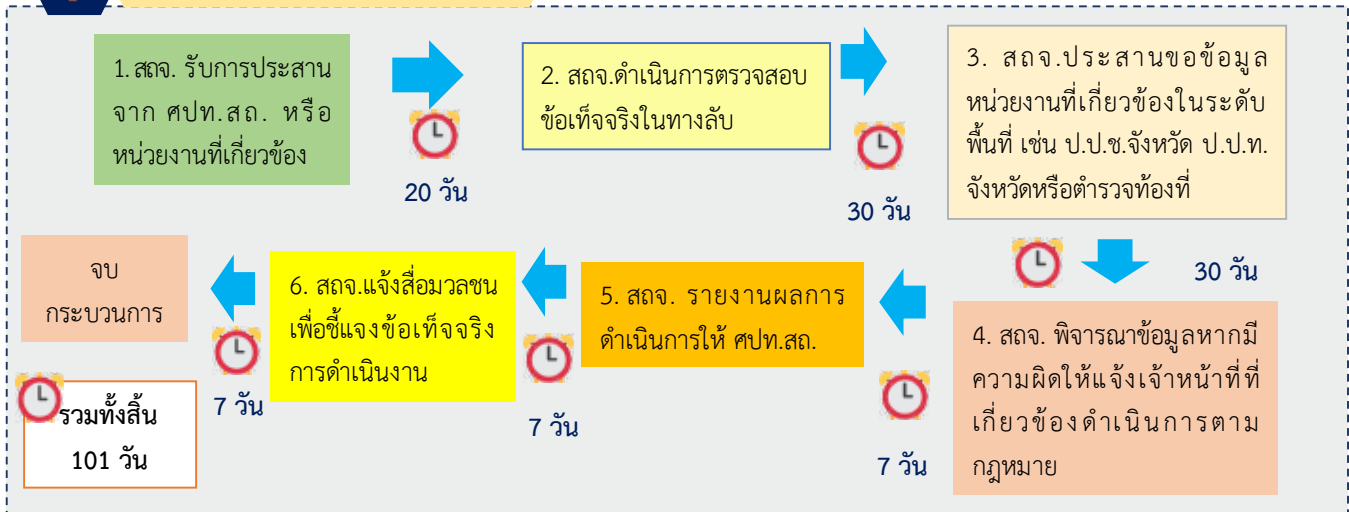 1. สถจ. รับการประสาน
จาก ศปท.สถ. หรือ
หน่วยงานที่เกี่ยวข้อง
20 วัน
2. สถจ.ดำเนินการตรวจสอบ
ข้อเท็จจริงในทางลับ
30 วัน
3. สถจ.ประสานขอข้อมูล
หน่วยงานที่เกี่ยวข้องในระดับ
พื้นที่ เช่น ป.ป.ช.จังหวัด ป.ป.ท.
จังหวัดหรือตำรวจท้องที่
30 วัน
4. สถจ. พิจารณาข้อมูลหากมี
ความผิดให้แจ้งเจ้าหน้าที่ที่
เกี่ยวข้องดำเนินการตาม
กฎหมาย
7 วัน
5. สถจ. รายงานผลการ
ดำเนินการให้ ศปท.สถ.
7 วัน
6. สถจ.แจ้งสื่อมวลชน
เพื่อชี้แจงข้อเท็จจริง
การดำเนินงาน
7 วัน
จบ
กระบวนการ
รวมทั้งสิ้น
101 วัน